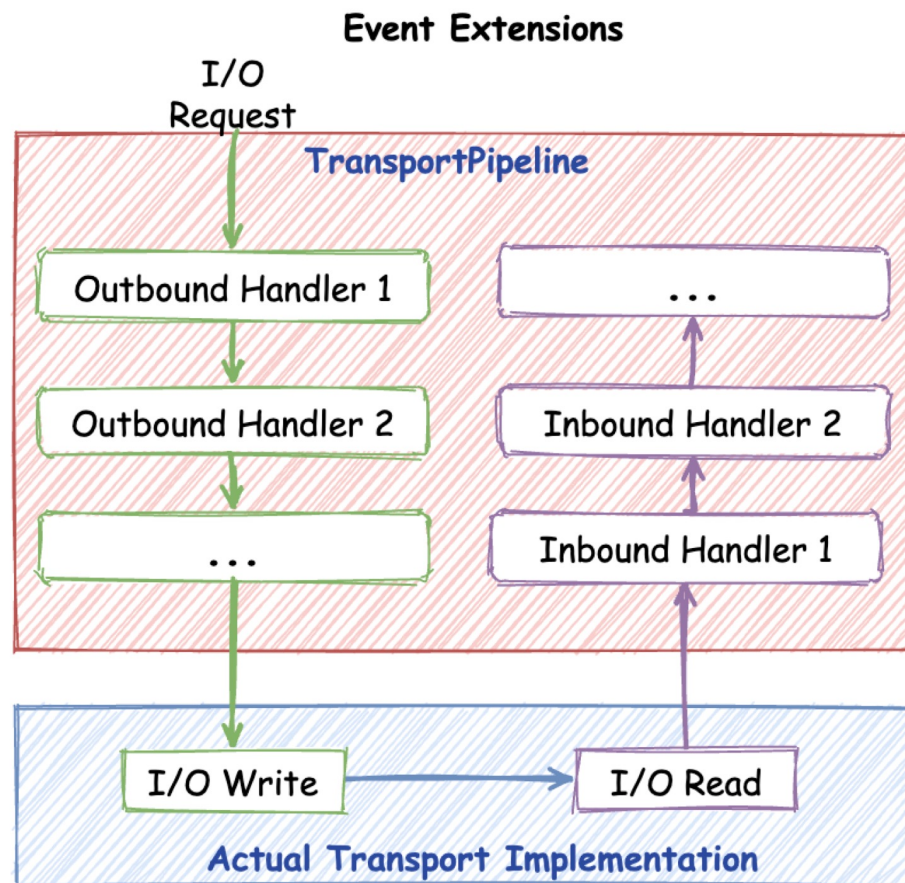 Event Extensions
I/O
Request
TransportPipeline
Outbound Handler 1
...
Outbound Handler 2
Inbound Handler 2
...
Inbound Handler 1
I/O Write
I/O Read
Actual Transport Implementation